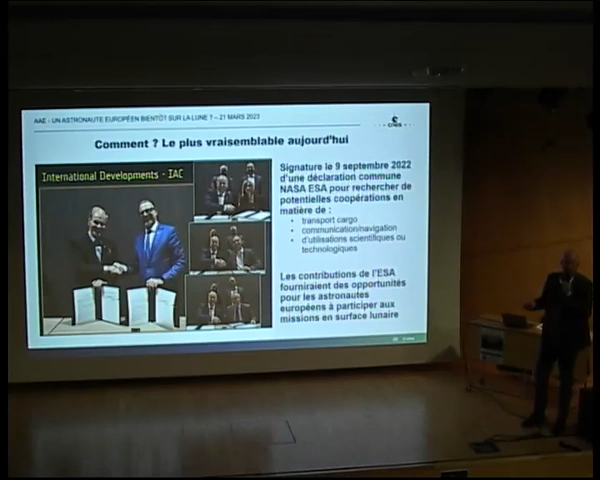 AAE - UN ASTRONAUTE EUROPÉEN BIENTÔT SUR LA LUNE ? – 21 MARS 2023
cnes
Comment ? Le plus vraisemblable aujourd'hui
International Developments - IAC
Signature le 9 septembre 2022
d'une déclaration commune
NASA ESA pour rechercher de
potentielles coopérations en
matière de :
• transport cargo
• communication/navigation
• d'utilisations scientifiques ou
technologiques
Les contributions de l'ESA
fourniraient des opportunités
pour les astronautes
européens à participer aux
missions en surface lunaire